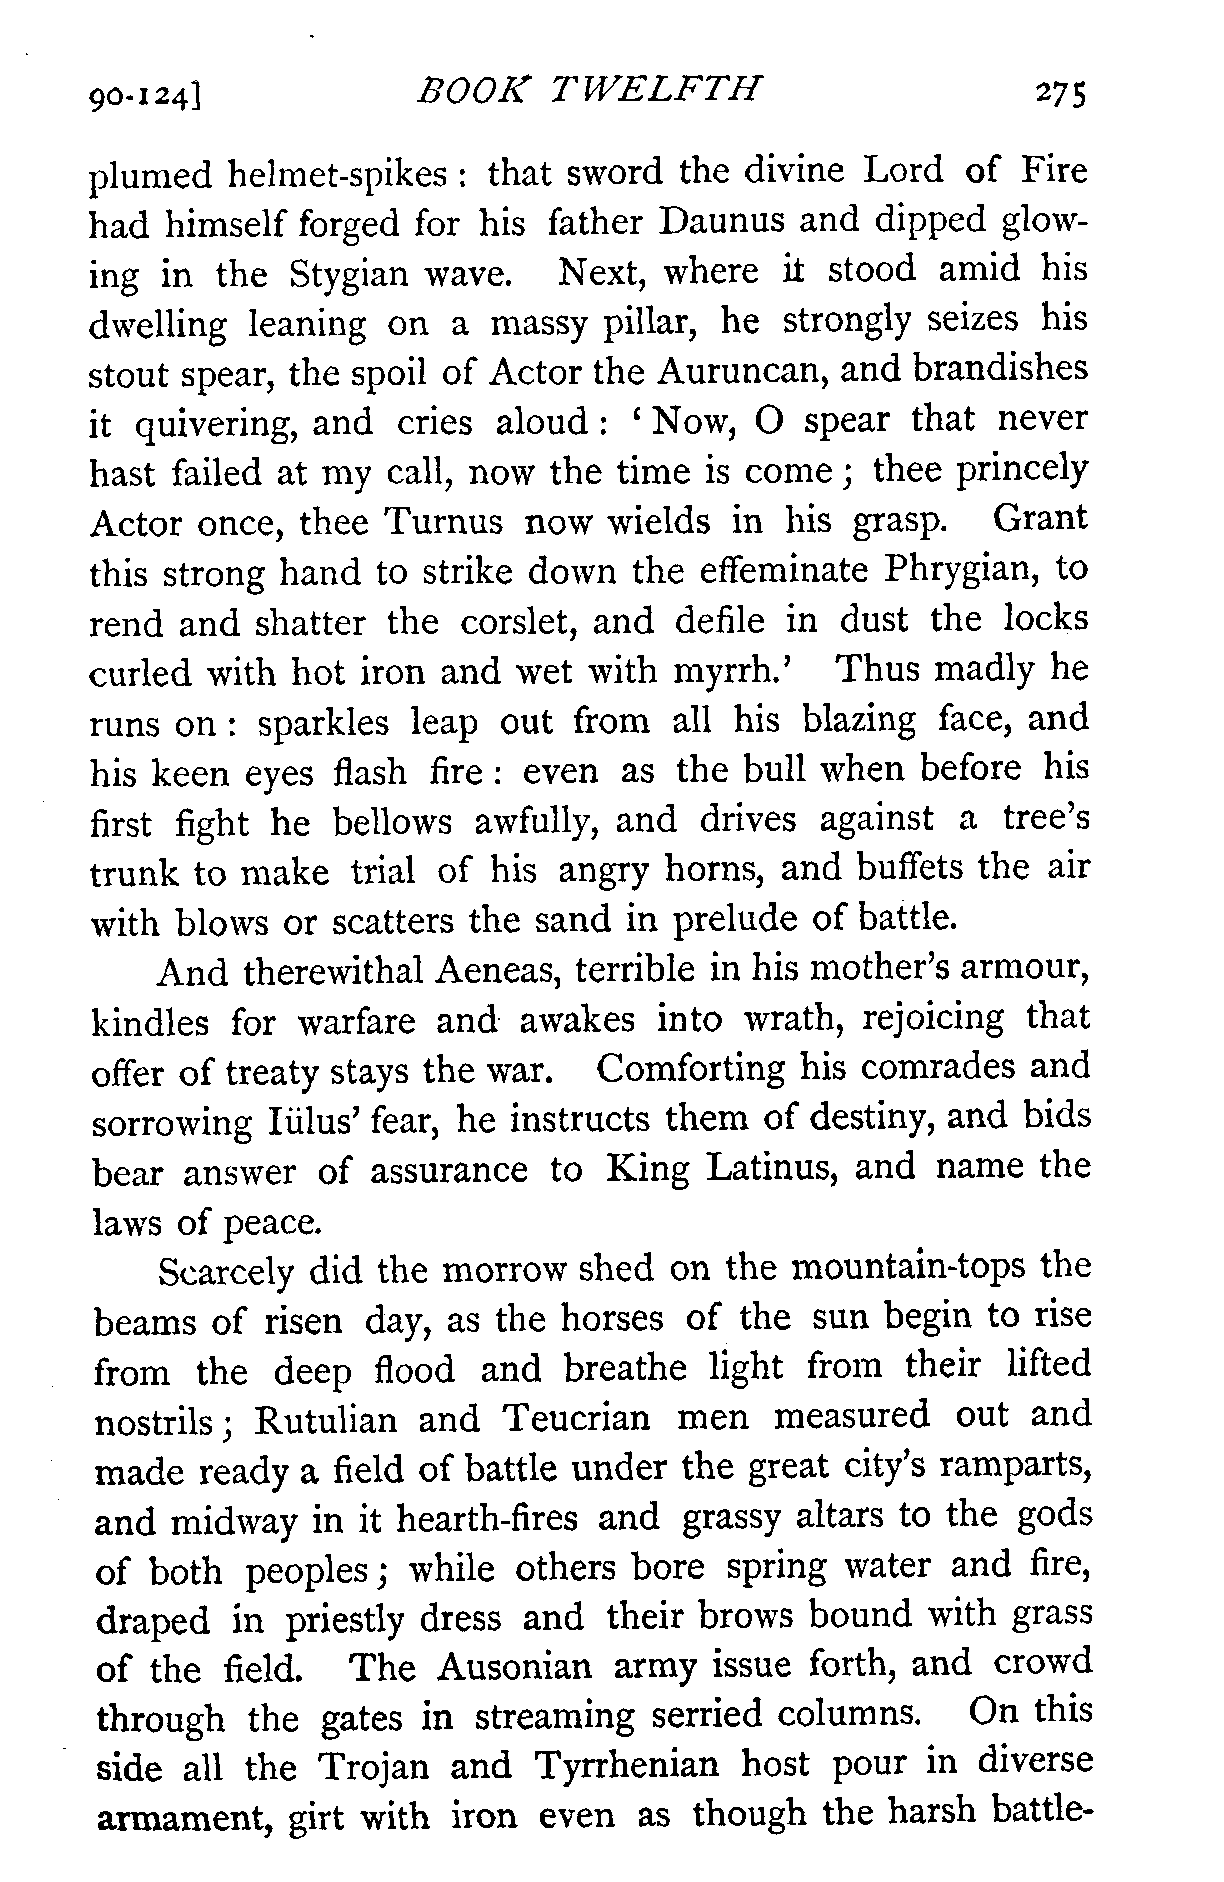 90-124] BOOK TWELFTH 275
plumed helmet-spikes : that sword the divine Lord of Fire
had himself forged for his father Daunus and dipped glow-
ing in the Stygian wave. Next, where it stood amid his
dwelling leaning on a massy pillar, he strongly seizes his
stout spear, the spoil of Actor the Auruncan, and brandishes
it quivering, and cries aloud : ‘ Now, O spear that never
hast failed at my call, now the time is come ; thee princely
Actor once, thee Turnus now wields in his grasp. Grant
this strong hand to strike down the effeminate Phrygian, to
rend and shatter the corslet, and defile in dust the locks
curled with hot iron and wet with myrrh.’ Thus madly he
runs on : sparkles leap out from all his blazing face, and
his keen eyes flash fire : even as the bull when before his
first fight he bellows awfully, and drives against a tree’s
trunk to make trial of his angry horns, and buffets the air
with blows or scatters the sand in prelude of battle.
And therewithal Aeneas, terrible in his mother’s armour,
kindles for warfare and awakes into wrath, rejoicing that
offer of treaty stays the war. Comforting his comrades and
sorrowing Iülus’ fear, he instructs them of destiny, and bids
bear answer of assurance to King Latinus, and name the
laws of peace.
Scarcely did the morrow shed on the mountain-tops the
beams of risen day, as the horses of the sun begin to rise
from the deep flood and breathe light from their lifted
nostrils ; Rutulian and Teucrian men measured out and
made ready a field of battle under the great city’s ramparts,
and midway in it hearth-fires and grassy altars to the gods
of both peoples ; while others bore spring water and fire,
draped in priestly dress and their brows bound with grass
of the field. The Ausonian army issue forth, and crowd
through the gates in streaming serried columns. On this
side all the Trojan and Tyrrhenian host pour in diverse
armament, girt with iron even as though the harsh battle-